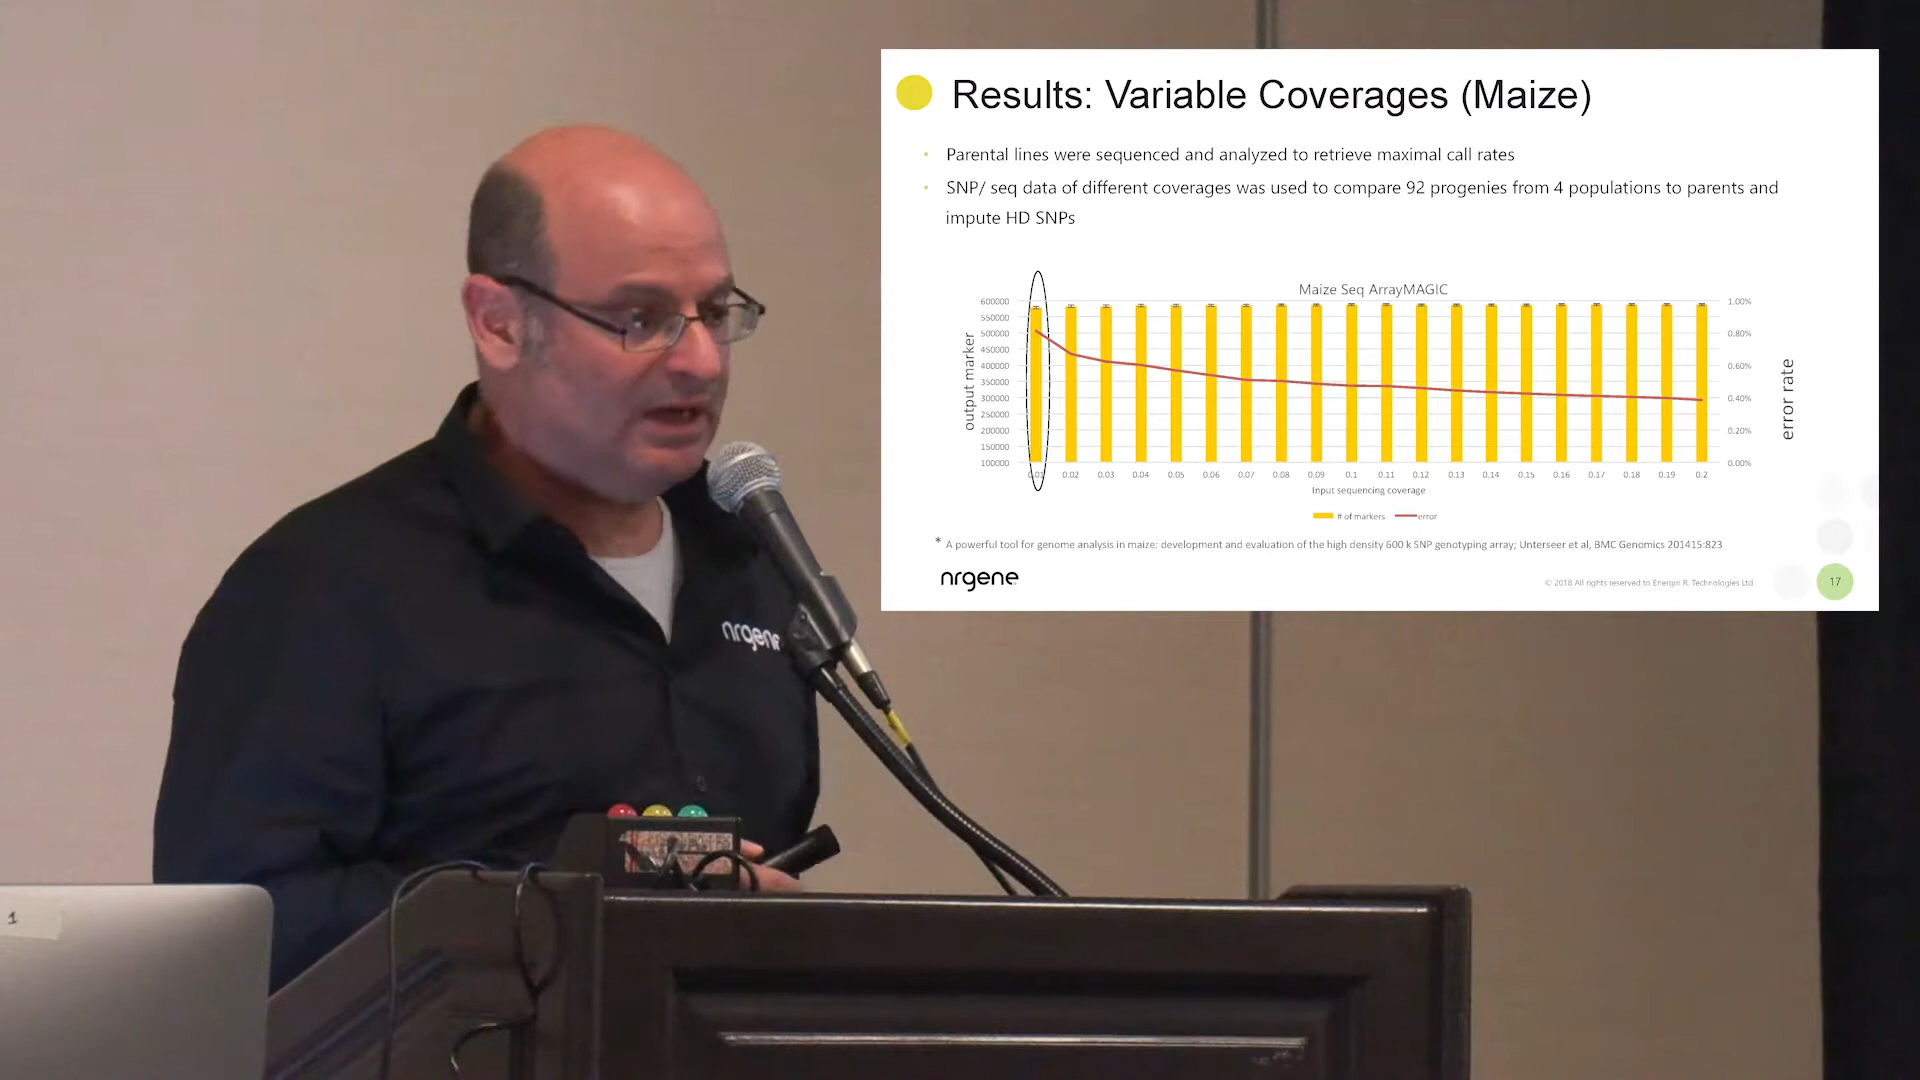 Results: Variable Coverages (Maize)
• Parental lines were sequenced and analyzed to retrieve maximal call rates
• SNP/ seq data of different coverages was used to compare 92 progenies from 4 populations to parents and
impute HD SNPs
Maize Seq ArrayMAGIC
output marker
600000
550000
500000
450000
400000
350000
300000
250000
200000
150000
100000
1.00%
0.80%
0.60%
0.40%
0.20%
0.00%
error rate
0.01 0.02 0.03 0.04 0.05 0.06 0.07 0.08 0.09 0.1 0.11 0.12 0.13 0.14 0.15 0.16 0.17 0.18 0.19 0.2
Input sequencing coverage
# of markers error
* A powerful tool for genome analysis in maize: development and evaluation of the high density 600 k SNP genotyping array; Unterseer et al, BMC Genomics 201415:823
nrgene
© 2018 All rights reserved to Energin R. Technologies Ltd
17
nrgene
1